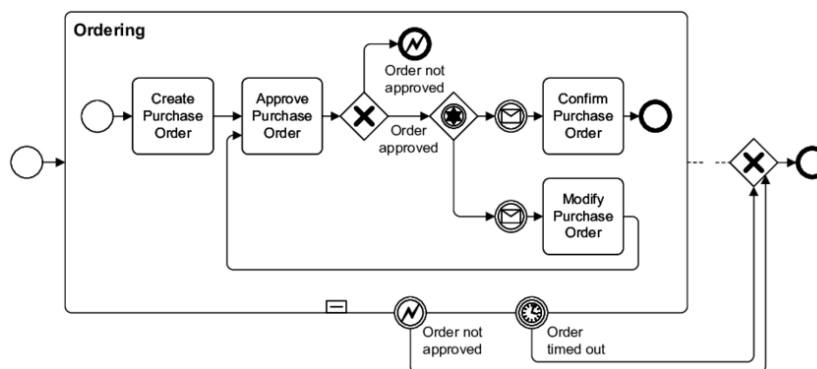 Ordering
Create
Purchase
Order
Approve
Purchase
Order
Order not
approved
Order
approved
Confirm
Purchase
Order
Modify
Purchase
Order
Order not
approved
Order
timed out